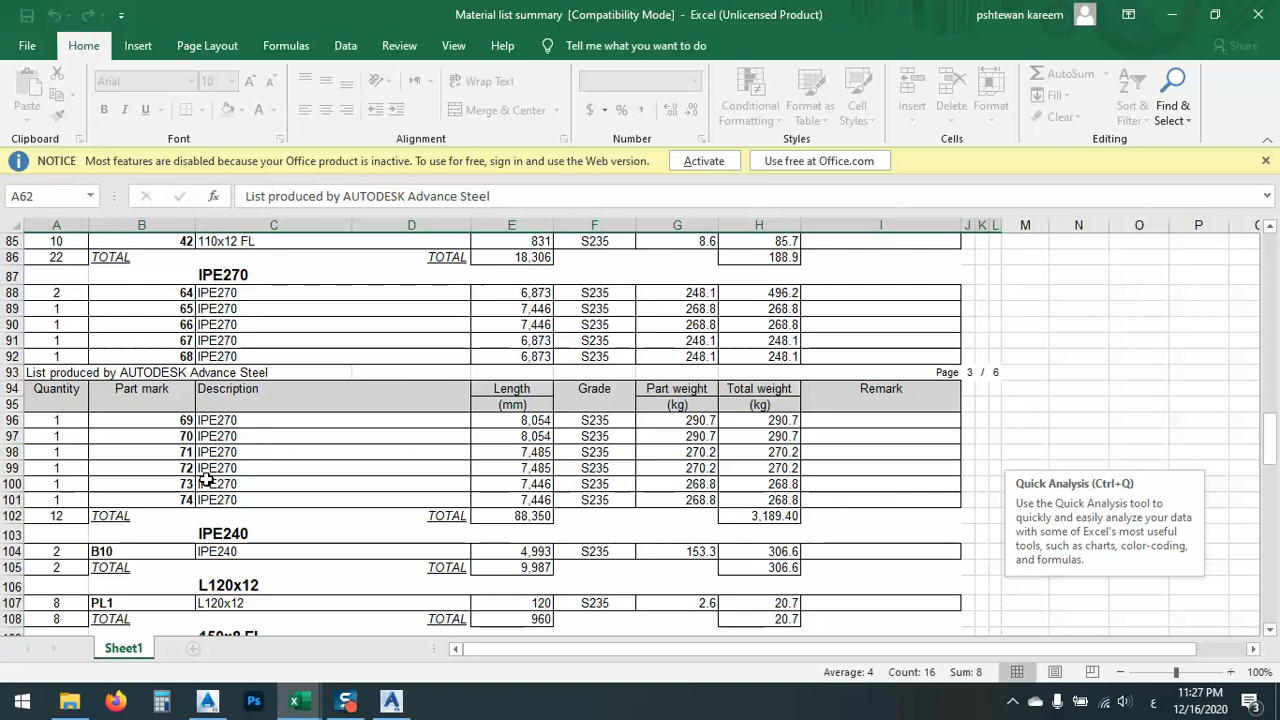 Material list summary [Compatibility Mode] - Excel (Unlicensed Product)
pshtewan kareem
File Home Insert Page Layout Formulas Data Review View Help Tell me what you want to do Share
Paste
Arial 10
Wrap Text
Merge & Center
Conditional Formatting
Format as Table
Cell Styles
Insert
Delete
Format
AutoSum
Fill
Clear
Sort & Filter
Find & Select
Clipboard Font Alignment Number Styles Cells Editing
NOTICE Most features are disabled because your Office product is inactive. To use for free, sign in and use the Web version. Activate Use free at Office.com
A62 fx List produced by AUTODESK Advance Steel
A B C D E F G H I J K L M N O P
85 10 42 110x12 FL 831 S235 8.6 85.7
86 22 TOTAL TOTAL 18,306 188.9
87 IPE270
88 2 64 IPE270 6,873 S235 248.1 496.2
89 1 65 IPE270 7,446 S235 268.8 268.8
90 1 66 IPE270 7,446 S235 268.8 268.8
91 1 67 IPE270 6,873 S235 248.1 248.1
92 1 68 IPE270 6,873 S235 248.1 248.1
93 List produced by AUTODESK Advance Steel Page 3 / 6
94 Quantity Part mark Description Length Grade Part weight Total weight Remark
95 (mm) (kg) (kg)
96 1 69 IPE270 8,054 S235 290.7 290.7
97 1 70 IPE270 8,054 S235 290.7 290.7
98 1 71 IPE270 7,485 S235 270.2 270.2
99 1 72 IPE270 7,485 S235 270.2 270.2
100 1 73 IPE270 7,446 S235 268.8 268.8
101 1 74 IPE270 7,446 S235 268.8 268.8
102 12 TOTAL TOTAL 88,350 3,189.40
103 IPE240
104 2 B10 IPE240 4,993 S235 153.3 306.6
105 2 TOTAL TOTAL 9,987 306.6
106 L120x12
107 8 PL1 L120x12 120 S235 2.6 20.7
108 8 TOTAL TOTAL 960 20.7
150x8 FL
Quick Analysis (Ctrl+Q)
Use the Quick Analysis tool to
quickly and easily analyze your data
with some of Excel's most useful
tools, such as charts, color-coding,
and formulas.
Sheet1
Average: 4 Count: 16 Sum: 8 100%
11:27 PM
12/16/2020
ع
3